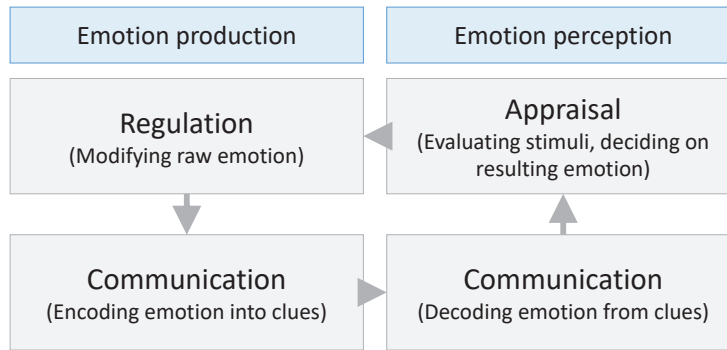 Emotion production
Emotion perception
Regulation
(Modifying raw emotion)
Appraisal
(Evaluating stimuli, deciding on
resulting emotion)
Communication
(Encoding emotion into clues)
Communication
(Decoding emotion from clues)